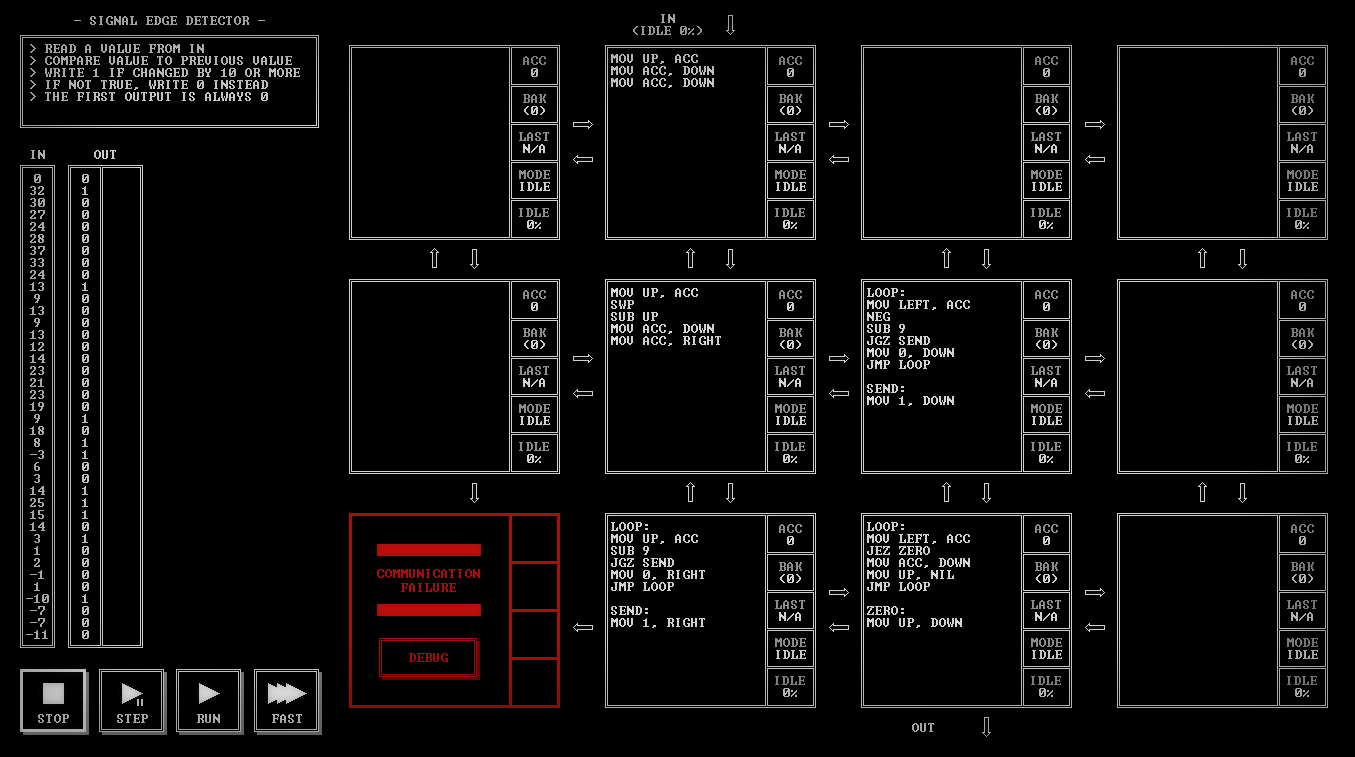 - SIGNAL EDGE DETECTOR -
> READ A VALUE FROM IN
> COMPARE VALUE TO PREVIOUS VALUE
> WRITE 1 IF CHANGED BY 10 OR MORE
> IF NOT TRUE, WRITE 0 INSTEAD
> THE FIRST OUTPUT IS ALWAYS 0
IN OUT
0 0
32 1
30 0
27 0
24 0
28 0
37 0
33 0
24 0
13 1
9 0
13 0
9 0
13 0
12 0
14 0
23 0
21 0
23 0
19 0
9 1
18 0
8 1
-3 1
6 0
3 0
14 1
25 1
15 1
14 0
3 1
1 0
2 0
-1 0
1 0
-10 1
-7 0
-7 0
-11 0
STOP
STEP
RUN
FAST
IN
(IDLE 0%)
ACC
0
BAK
(0)
LAST
N/A
MODE
IDLE
IDLE
0%
MOV UP, ACC
MOV ACC, DOWN
MOV ACC, DOWN
ACC
0
BAK
(0)
LAST
N/A
MODE
IDLE
IDLE
0%
ACC
0
BAK
(0)
LAST
N/A
MODE
IDLE
IDLE
0%
ACC
0
BAK
(0)
LAST
N/A
MODE
IDLE
IDLE
0%
ACC
0
BAK
(0)
LAST
N/A
MODE
IDLE
IDLE
0%
MOV UP, ACC
SWP
SUB UP
MOV ACC, DOWN
MOV ACC, RIGHT
ACC
0
BAK
(0)
LAST
N/A
MODE
IDLE
IDLE
0%
LOOP:
MOV LEFT, ACC
NEG
SUB 9
JGZ SEND
MOV 0, DOWN
JMP LOOP
SEND:
MOV 1, DOWN
ACC
0
BAK
(0)
LAST
N/A
MODE
IDLE
IDLE
0%
ACC
0
BAK
(0)
LAST
N/A
MODE
IDLE
IDLE
0%
COMMUNICATION
FAILURE
DEBUG
LOOP:
MOV UP, ACC
SUB 9
JGZ SEND
MOV 0, RIGHT
JMP LOOP
SEND:
MOV 1, RIGHT
ACC
0
BAK
(0)
LAST
N/A
MODE
IDLE
IDLE
0%
LOOP:
MOV LEFT, ACC
JEZ ZERO
MOV ACC, DOWN
MOV UP, NIL
JMP LOOP
ZERO:
MOV UP, DOWN
ACC
0
BAK
(0)
LAST
N/A
MODE
IDLE
IDLE
0%
ACC
0
BAK
(0)
LAST
N/A
MODE
IDLE
IDLE
0%
OUT